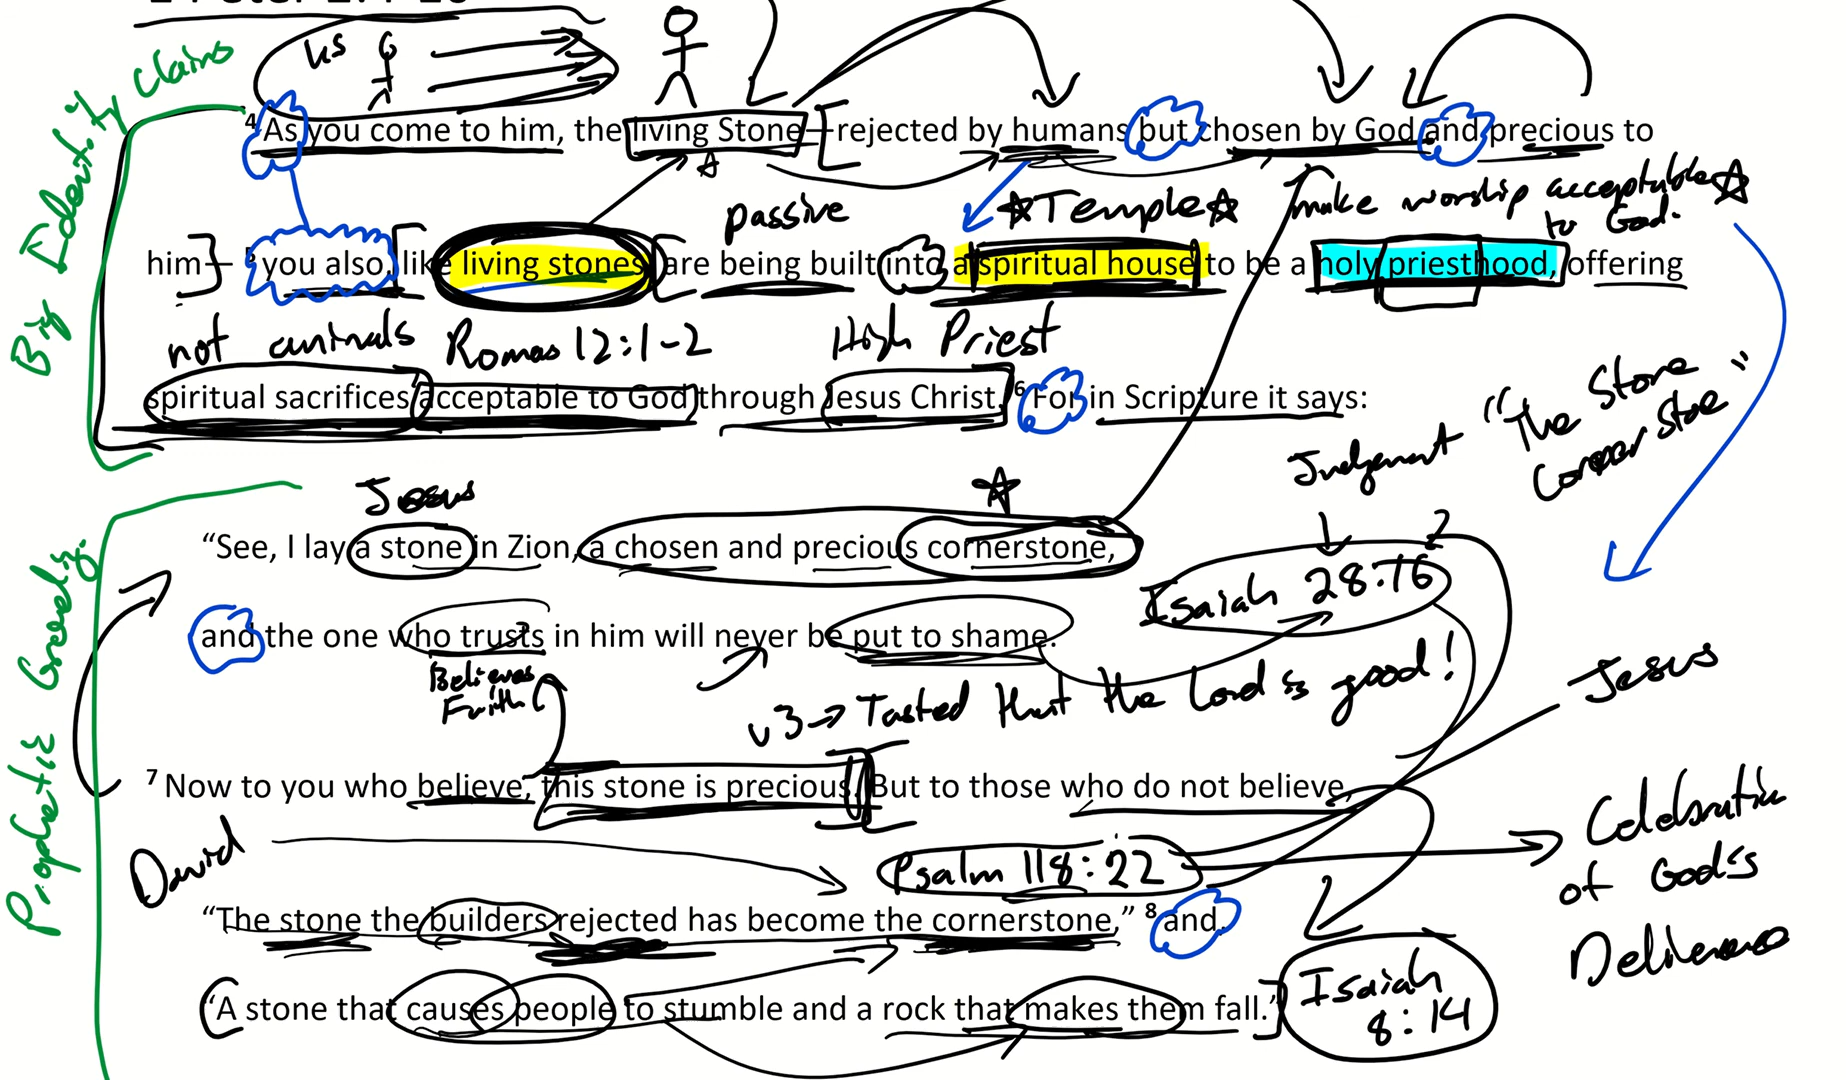 Claims
us
⁴ As you come to him, the living Stone—rejected by humans but chosen by God and precious to
Big Identity
passive
☆Temple☆
make worship acceptable ☆
to God.
him— ⁵ you also, like living stones, are being built into a spiritual house to be a holy priesthood, offering
not animals
Romans 12:1-2
High Priest
spiritual sacrifices acceptable to God through Jesus Christ. ⁶ For in Scripture it says:
"The Stone
Corner Stone"
Judgement
Jesus
"See, I lay a stone in Zion, a chosen and precious cornerstone,
Isaiah 28:16
and the one who trusts in him will never be put to shame."
Believes
Faith
v3 → Tasted that the Lord is good!
Jesus
Prophetic
⁷ Now to you who believe, this stone is precious. But to those who do not believe,
David
Psalm 118:22
Celebration
of God's
Deliverance
"The stone the builders rejected has become the cornerstone," ⁸ and,
"A stone that causes people to stumble and a rock that makes them fall."
Isaiah
8:14